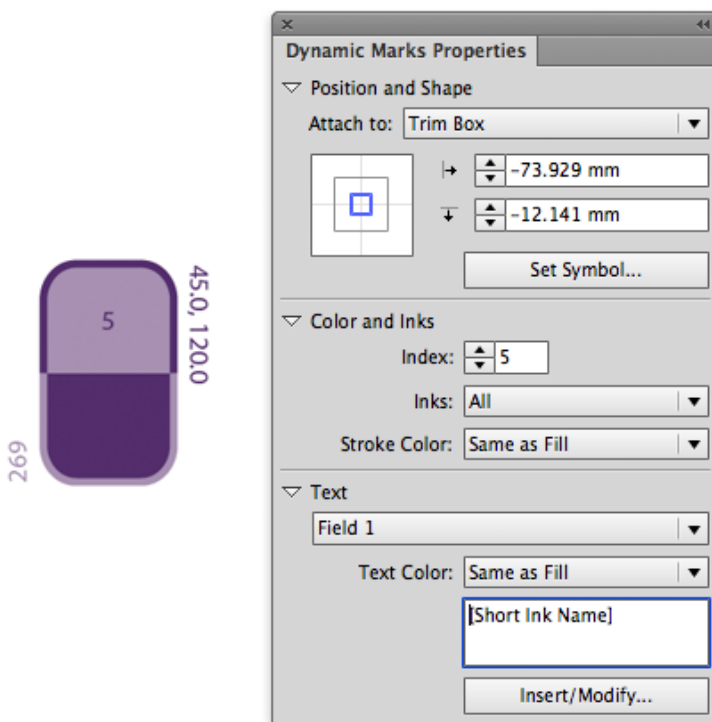 Dynamic Marks Properties
Position and Shape
Attach to: Trim Box
-73.929 mm
-12.141 mm
Set Symbol...
Color and Inks
Index: 5
Inks: All
Stroke Color: Same as Fill
Text
Field 1
Text Color: Same as Fill
[Short Ink Name]
Insert/Modify...
5
45.0, 120.0
269